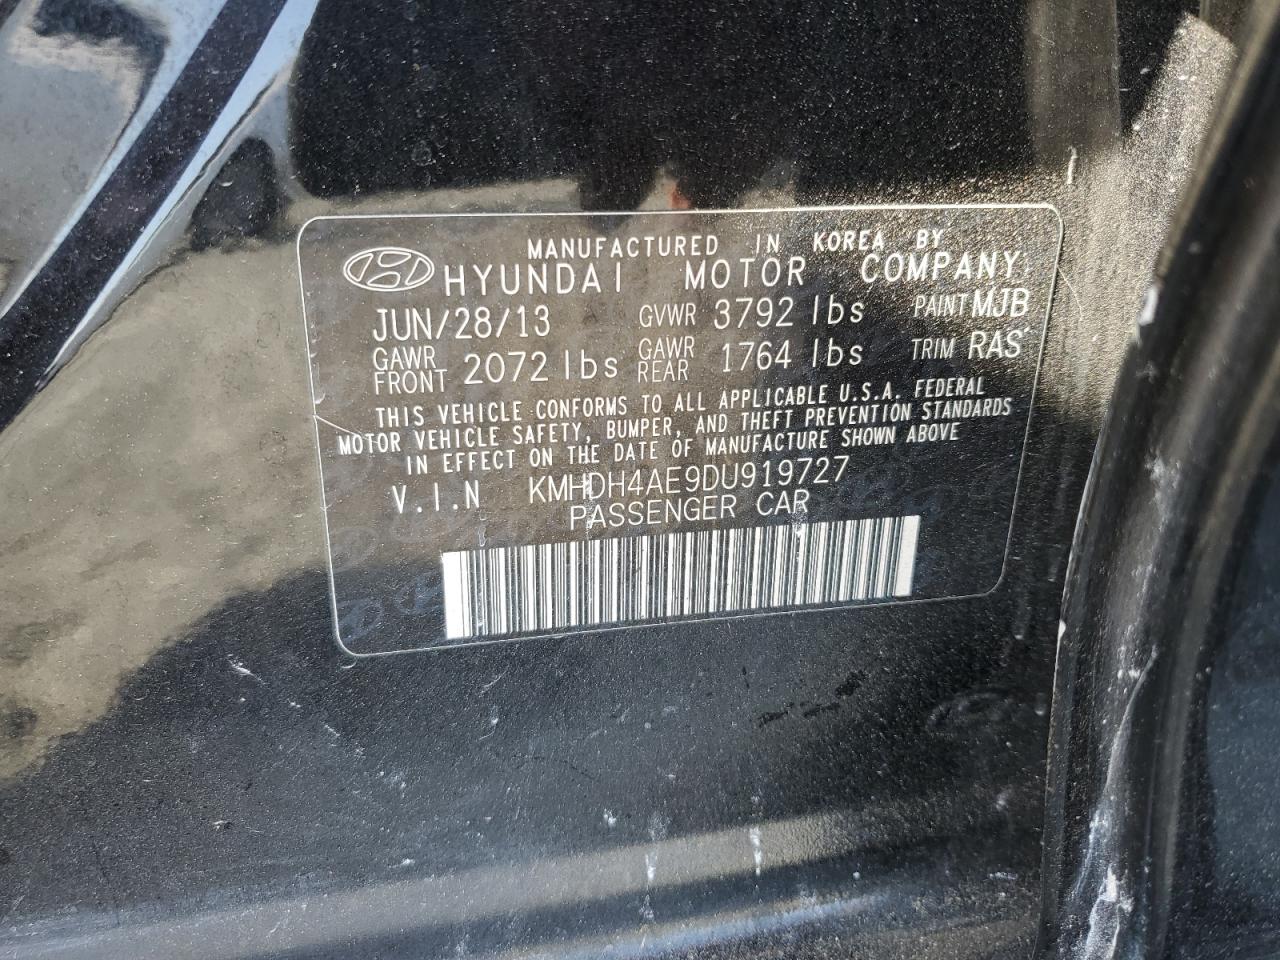 MANUFACTURED IN KOREA BY
HYUNDAI MOTOR COMPANY
JUN/28/13 GVWR 3792 lbs PAINT MJB
GAWR FRONT 2072 lbs GAWR REAR 1764 lbs TRIM RAS
THIS VEHICLE CONFORMS TO ALL APPLICABLE U.S.A. FEDERAL
MOTOR VEHICLE SAFETY, BUMPER, AND THEFT PREVENTION STANDARDS
IN EFFECT ON THE DATE OF MANUFACTURE SHOWN ABOVE
V.I.N KMHDH4AE9DU919727
PASSENGER CAR